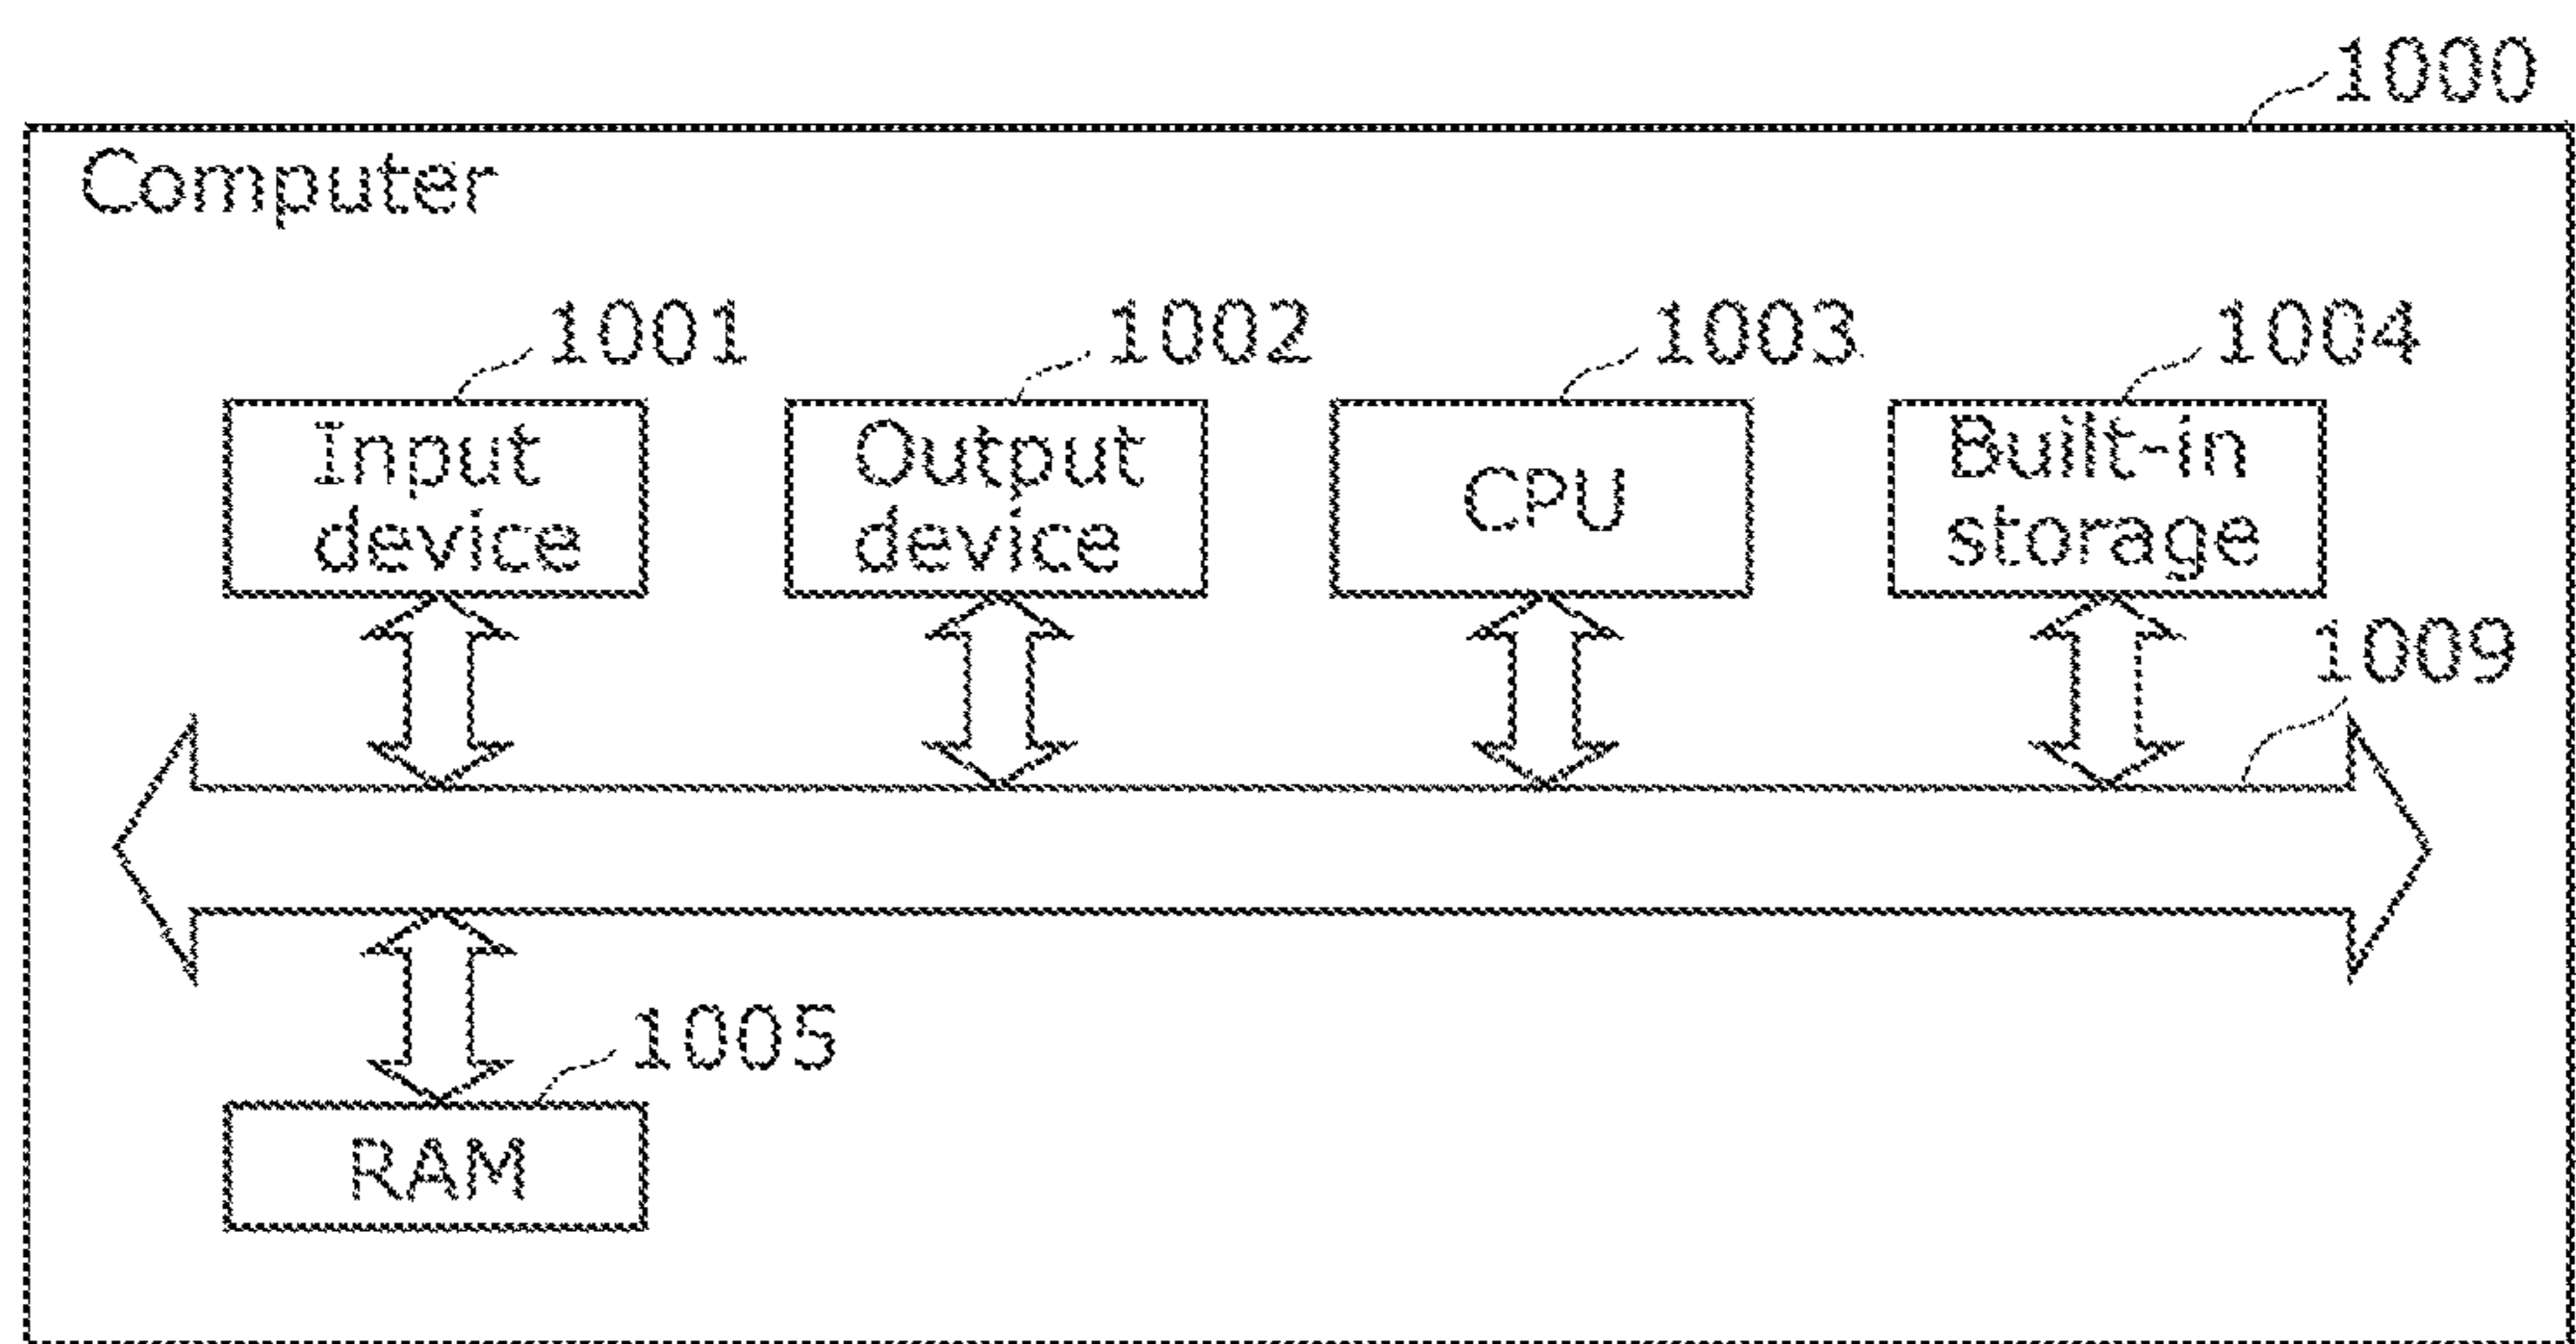 1000
Computer
1001
1002
1003
1004
Input
device
Output
device
CPU
Built-in
storage
1009
1005
RAM